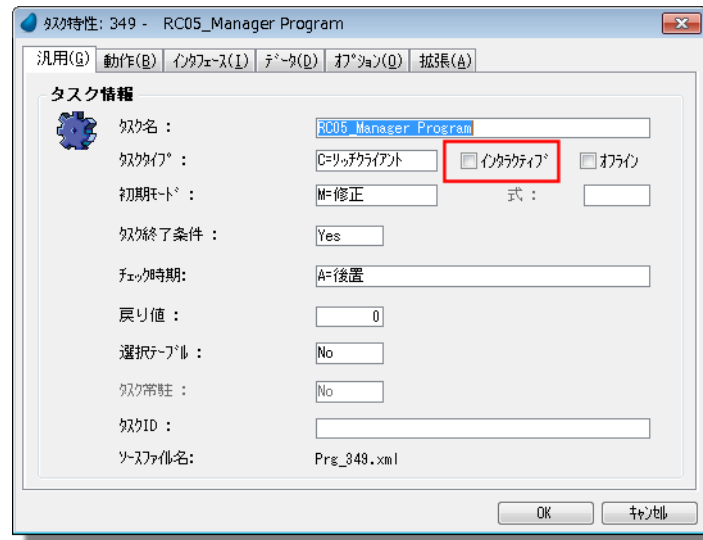 ﾀｽｸ特性: 349 - RC05_Manager Program
汎用(G) 動作(B) ｲﾝﾀﾌｪｰｽ(I) ﾃﾞｰﾀ(D) ｵﾌﾟｼｮﾝ(O) 拡張(A)
タスク情報
ﾀｽｸ名 : RC05_Manager Program
ﾀｽｸﾀｲﾌﾟ : C=ﾘｯﾁｸﾗｲｱﾝﾄ ｲﾝﾀﾗｸﾃｨﾌﾞ ｵﾌﾗｲﾝ
初期ﾓｰﾄﾞ : M=修正 式 :
ﾀｽｸ終了条件 : Yes
ﾁｪｯｸ時期: A=後置
戻り値 : 0
選択ﾃｰﾌﾞﾙ : No
ﾀｽｸ常駐 : No
ﾀｽｸID :
ｿｰｽﾌｧｲﾙ名: Prg_349.xml
OK ｷｬﾝｾﾙ